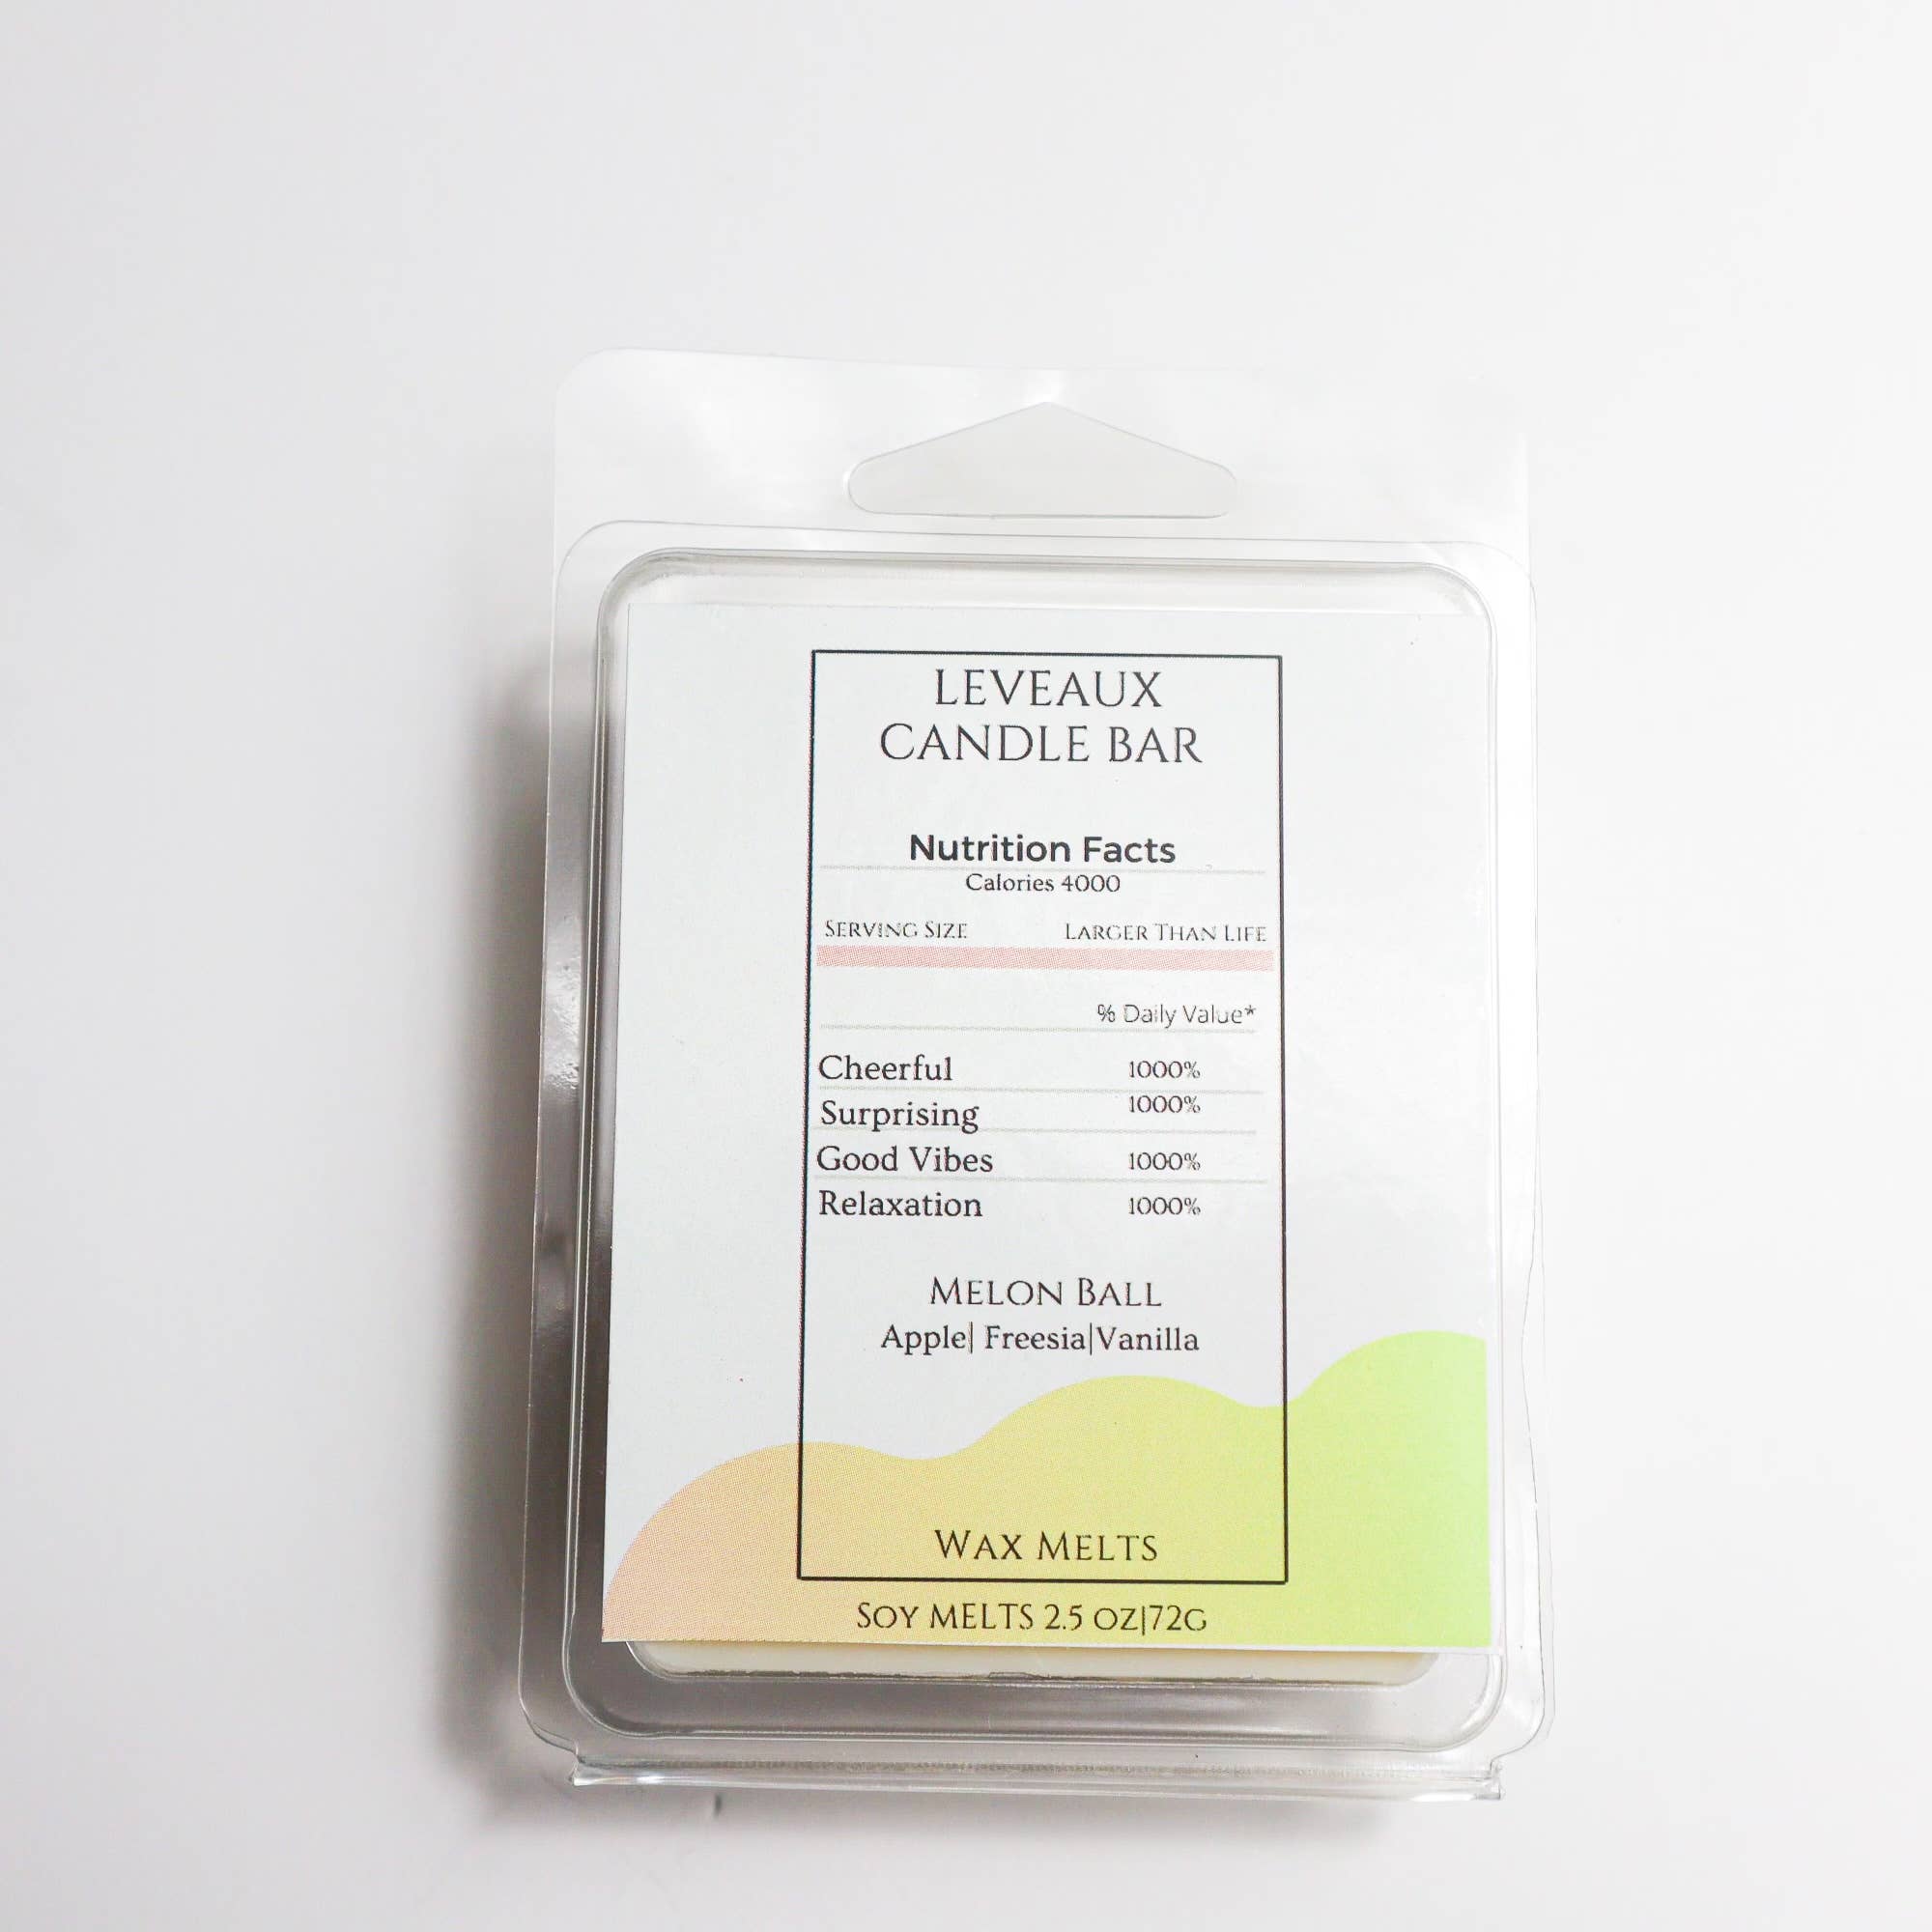 LEVEAUX
CANDLE BAR
Nutrition Facts
Calories 4000
SERVING SIZE LARGER THAN LIFE
% Daily Value*
Cheerful 1000%
Surprising 1000%
Good Vibes 1000%
Relaxation 1000%
MELON BALL
Apple| Freesia|Vanilla
WAX MELTS
SOY MELTS 2.5 OZ|72G